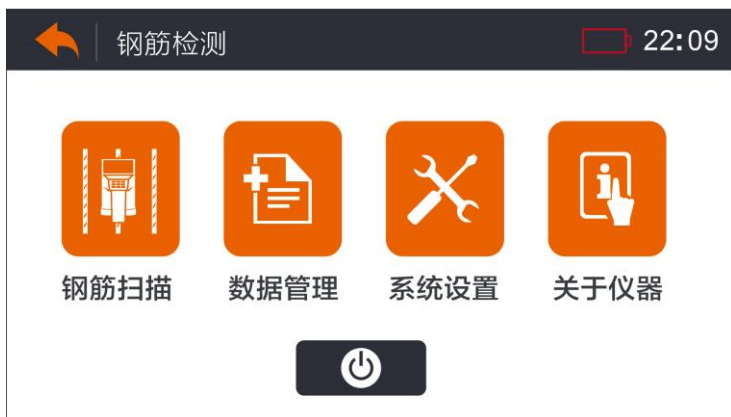 钢筋检测
22:09
钢筋扫描
数据管理
系统设置
关于仪器